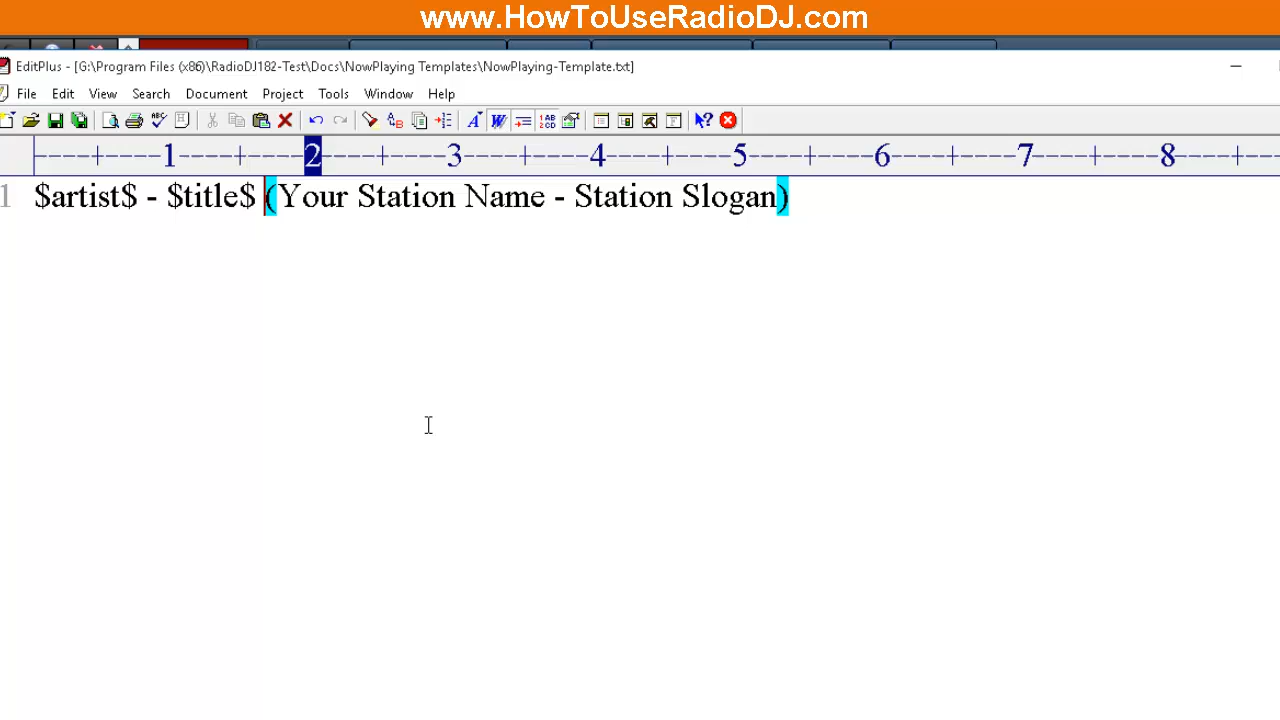 www.HowToUseRadioDJ.com
EditPlus - [G:\Program Files (x86)\RadioDJ182-Test\Docs\NowPlaying Templates\NowPlaying-Template.txt]
File Edit View Search Document Project Tools Window Help
----+----1----+----2----+----3----+----4----+----5----+----6----+----7----+----8----+--
1 $artist$ - $title$ (Your Station Name - Station Slogan)